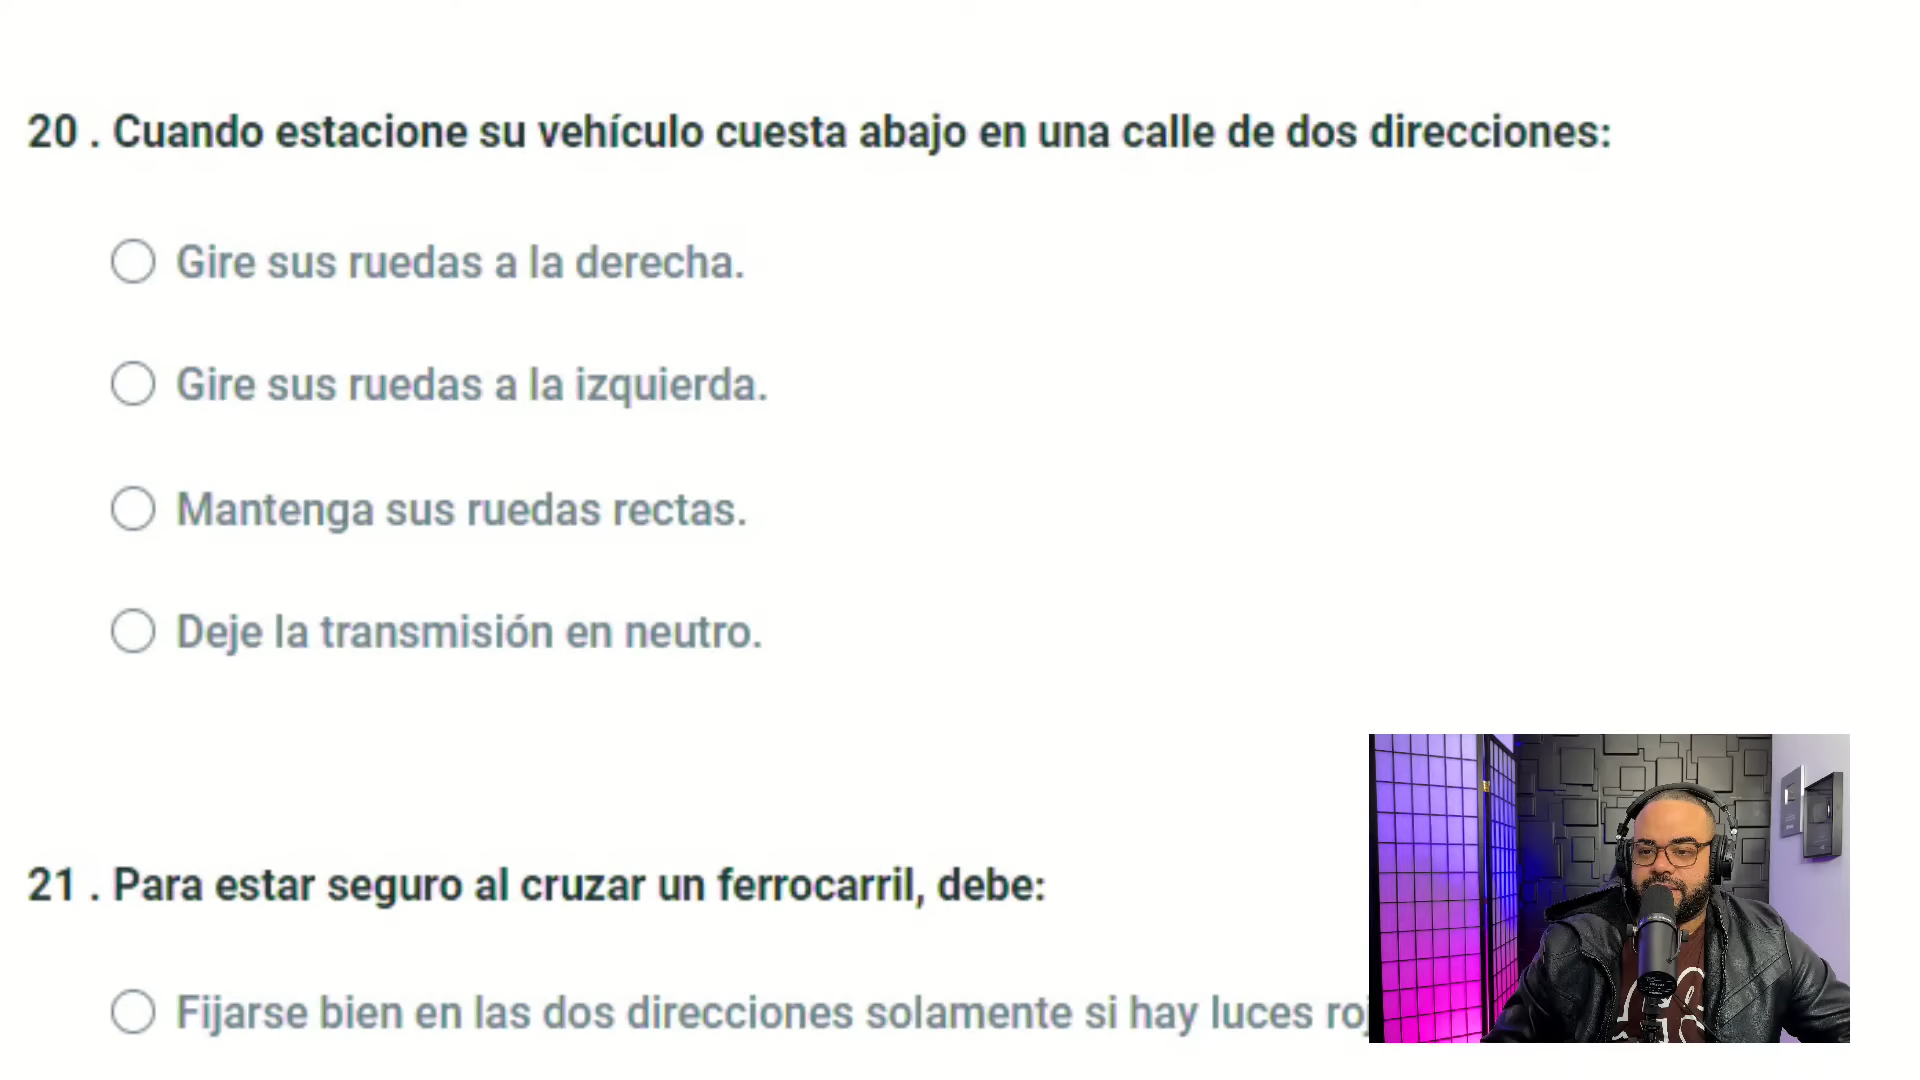 20 . Cuando estacione su vehículo cuesta abajo en una calle de dos direcciones:
Gire sus ruedas a la derecha.
Gire sus ruedas a la izquierda.
Mantenga sus ruedas rectas.
Deje la transmisión en neutro.
21 . Para estar seguro al cruzar un ferrocarril, debe:
Fijarse bien en las dos direcciones solamente si hay luces